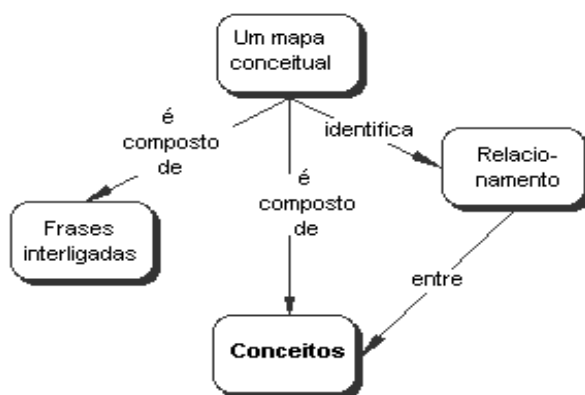 Um mapa
conceitual
é
composto
de
identifica
é
composto
de
Relacio-
namento
Frases
interligadas
entre
Conceitos